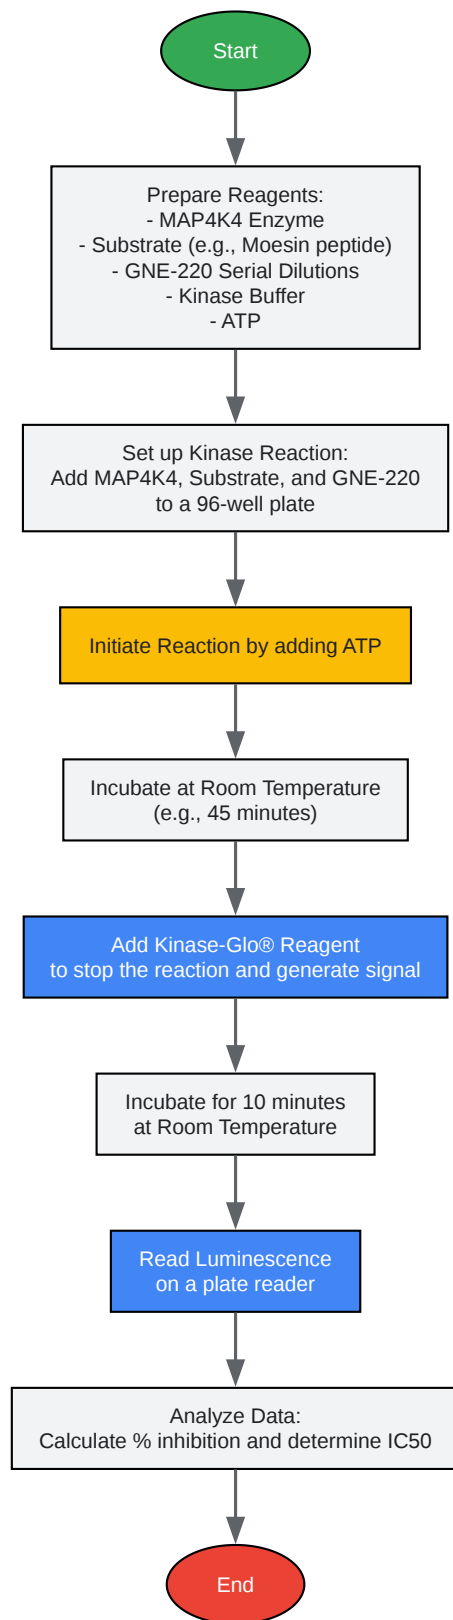 Start
Prepare Reagents:
- MAP4K4 Enzyme
- Substrate (e.g., Moesin peptide)
- GNE-220 Serial Dilutions
- Kinase Buffer
- ATP
Set up Kinase Reaction:
Add MAP4K4, Substrate, and GNE-220
to a 96-well plate
Initiate Reaction by adding ATP
Incubate at Room Temperature
(e.g., 45 minutes)
Add Kinase-Glo® Reagent
to stop the reaction and generate signal
Incubate for 10 minutes
at Room Temperature
Read Luminescence
on a plate reader
Analyze Data:
Calculate % inhibition and determine IC50
End